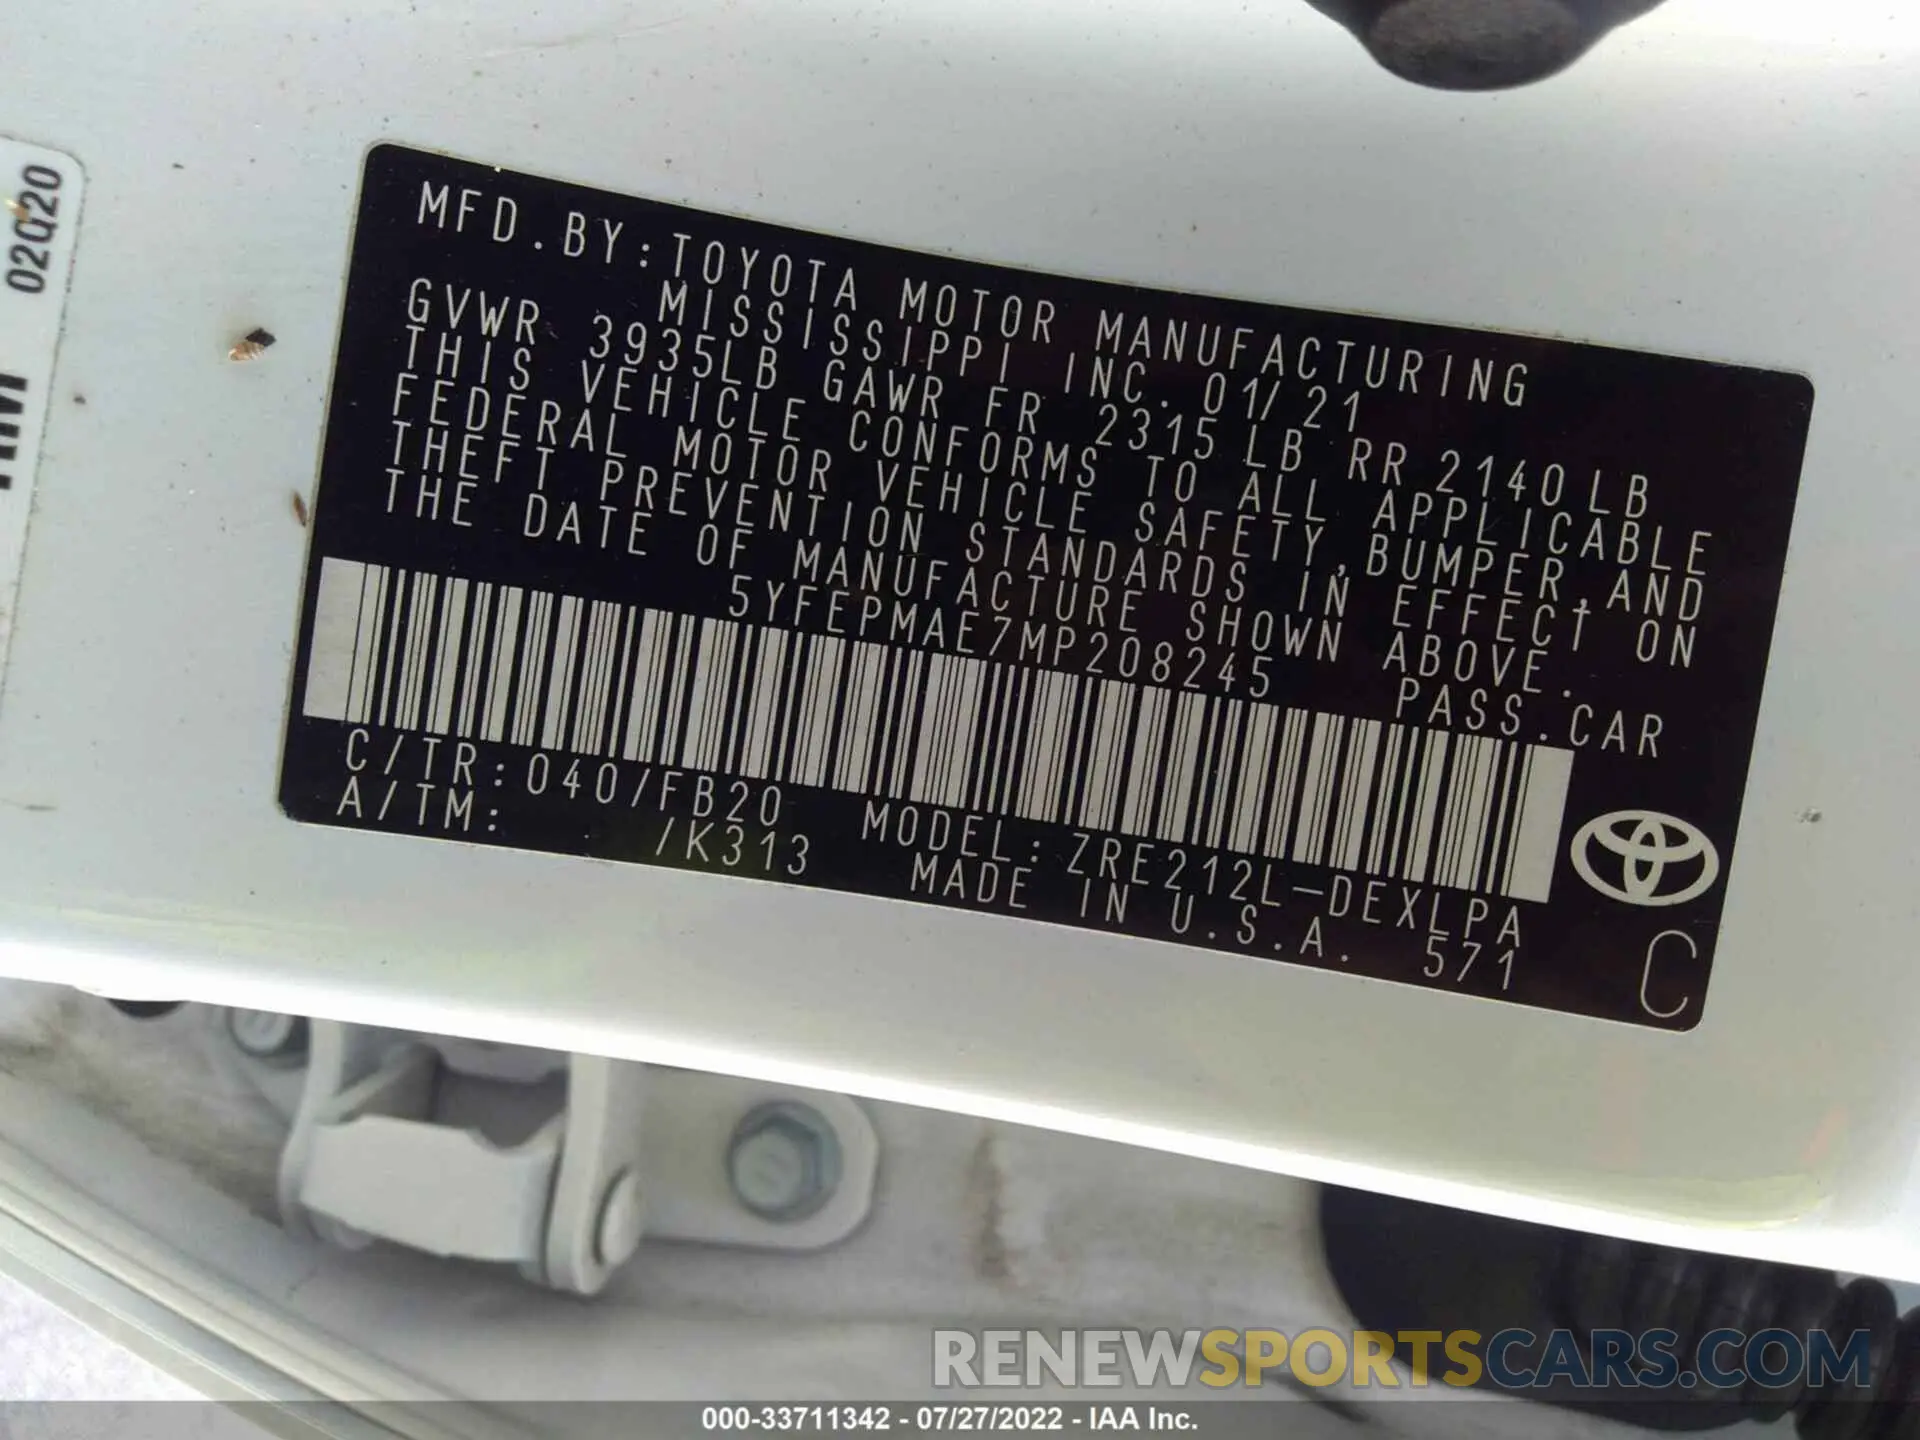 02Q20
MFD.BY:TOYOTA MOTOR MANUFACTURING
MISSISSIPPI INC. 01/21
GVWR 3935LB GAWR FR 2315LB RR 2140LB
THIS VEHICLE CONFORMS TO ALL APPLICABLE
FEDERAL MOTOR VEHICLE SAFETY,BUMPER,AND
THEFT PREVENTION STANDARDS IN EFFECT ON
THE DATE OF MANUFACTURE SHOWN ABOVE.
5YFEPMAE7MP208245 PASS.CAR
C/TR:040/FB20 MODEL:ZRE212L-DEXLPA
A/TM: /K313 MADE IN U.S.A. 571
C
RENEWSPORTSCARS.COM
000-33711342 - 07/27/2022 - IAA Inc.